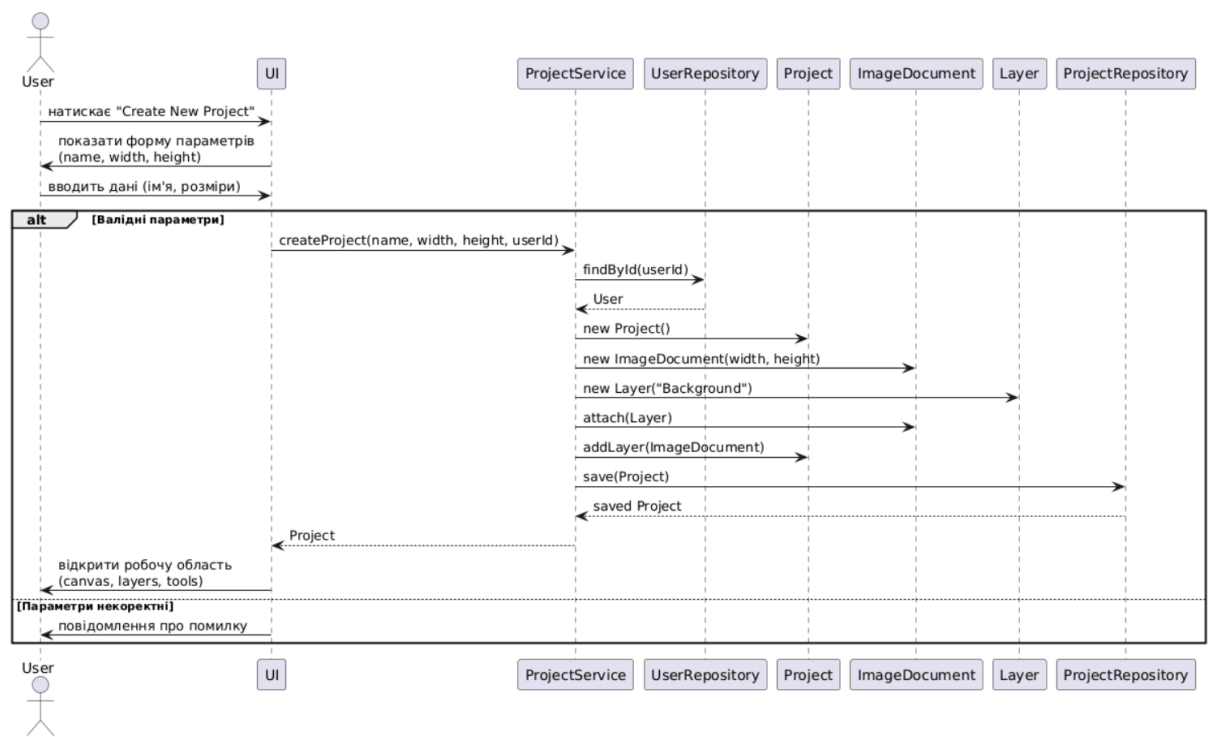 User
UI
ProjectService
UserRepository
Project
ImageDocument
Layer
ProjectRepository
натискає "Create New Project"
показати форму параметрів
(name, width, height)
вводить дані (ім'я, розміри)
alt
[Валідні параметри]
createProject(name, width, height, userId)
findById(userId)
User
new Project()
new ImageDocument(width, height)
new Layer("Background")
attach(Layer)
addLayer(ImageDocument)
save(Project)
saved Project
Project
відкрити робочу область
(canvas, layers, tools)
[Параметри некоректні]
повідомлення про помилку
User
UI
ProjectService
UserRepository
Project
ImageDocument
Layer
ProjectRepository